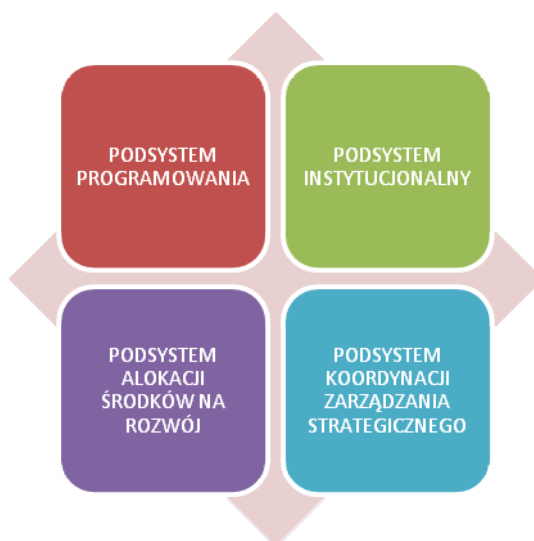 PODSYSTEM
PROGRAMOWANIA
PODSYSTEM
INSTYTUCJONALNY
PODSYSTEM
ALOKACJI
ŚRODKÓW NA
ROZWÓJ
PODSYSTEM
KOORDYNACJI
ZARZĄDZANIA
STRATEGICZNEGO